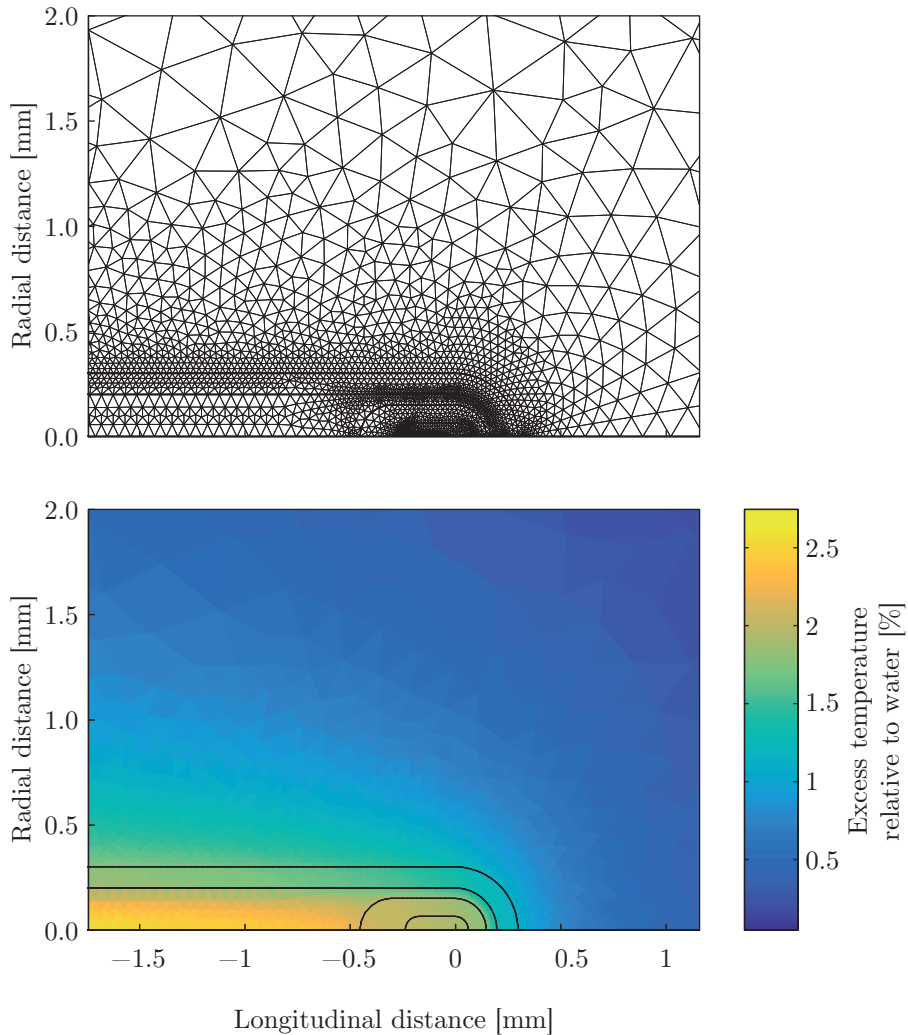 2.0
1.5
1.0
0.5
0.0
Radial distance [mm]
2.0
1.5
1.0
0.5
0.0
Radial distance [mm]
−1.5 −1 −0.5 0 0.5 1
Longitudinal distance [mm]
2.5
2
1.5
1
0.5
Excess temperature
relative to water [%]